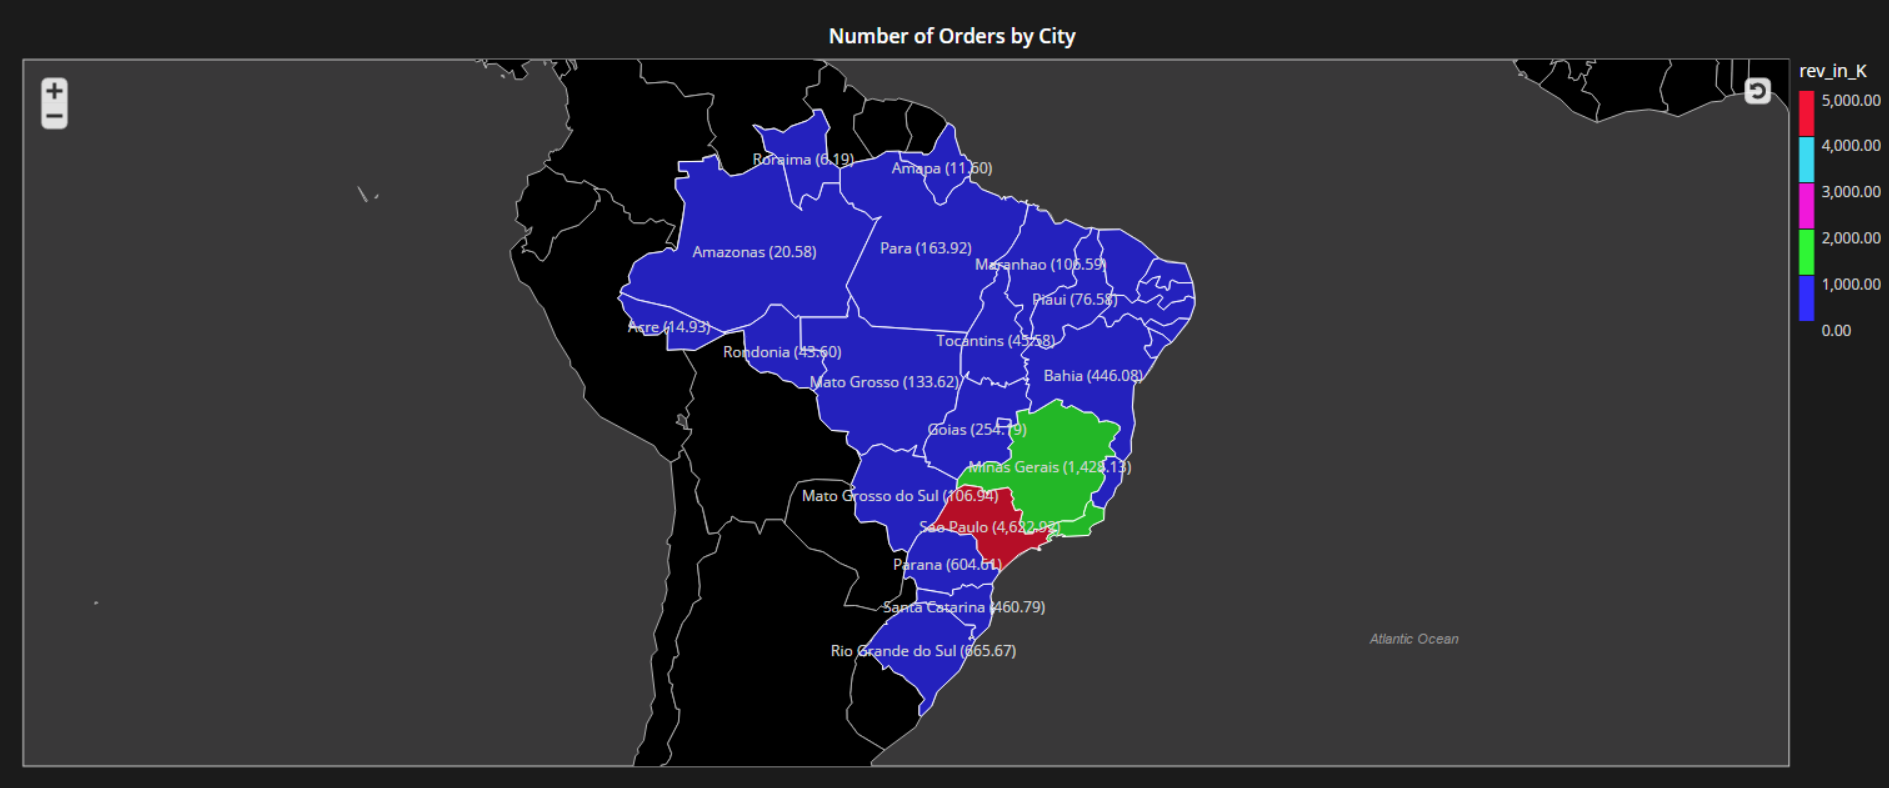 Number of Orders by City
+
−
rev_in_K
5,000.00
4,000.00
3,000.00
2,000.00
1,000.00
0.00
Roraima (6.19)
Amapa (11.60)
Amazonas (20.58)
Para (163.92)
Maranhao (106.59)
Piaui (76.58)
Acre (14.93)
Rondonia (43.60)
Tocantins (45.58)
Mato Grosso (133.62)
Bahia (446.08)
Goias (254.79)
Minas Gerais (1,428.13)
Mato Grosso do Sul (106.94)
Sao Paulo (4,622.92)
Parana (604.61)
Santa Catarina (460.79)
Rio Grande do Sul (665.67)
Atlantic Ocean